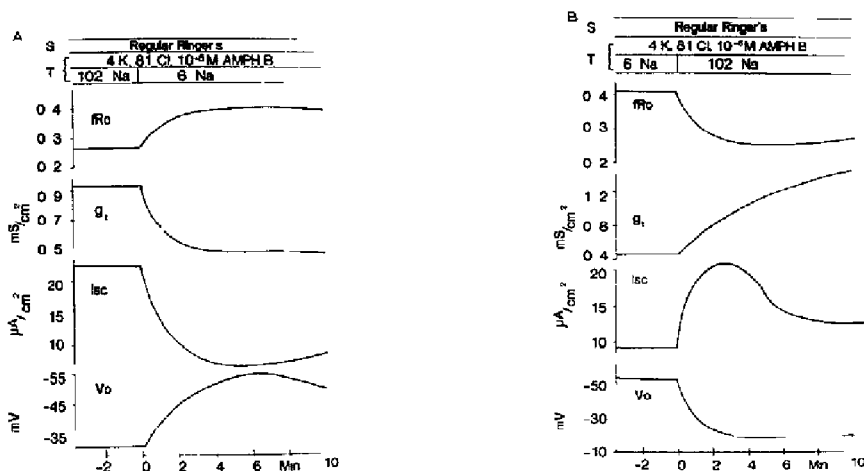 A
S
Regular Ringer s
T
4 K, 81 Cl, 10⁻⁶M AMPH B
102 Na
6 Na
0 4
0 3
0 2
fRo
0 9
0 7
0 5
mS/cm²
gₜ
20
15
10
μA/cm²
Isc
-55
-45
-35
mV
Vo
-2 0 2 4 6 Min 10
B
S
Regular Ringer's
T
4 K, 81 Cl, 10⁻⁶M AMPH B
6 Na
102 Na
0 4
0 3
0 2
fRo
1 2
0 8
0 4
mS/cm²
gₜ
20
15
10
μA/cm²
Isc
-50
-30
-10
mV
Vo
-2 0 2 4 6 Min 10